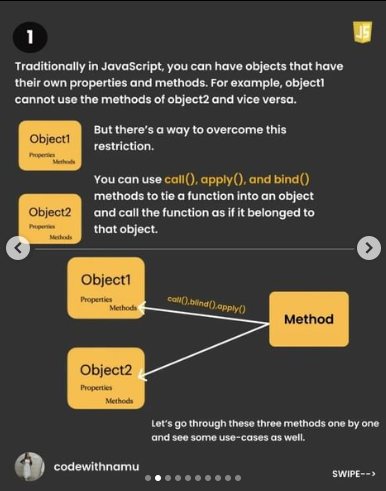 1
JS
Traditionally in JavaScript, you can have objects that have
their own properties and methods. For example, object1
cannot use the methods of object2 and vice versa.
Object1
Properties
Methods
But there's a way to overcome this
restriction.
You can use call(), apply(), and bind()
methods to tie a function into an object
and call the function as if it belonged to
that object.
Object2
Properties
Methods
Object1
Properties
Methods
call(),blind(),apply()
Method
Object2
Properties
Methods
Let's go through these three methods one by one
and see some use-cases as well.
codewithnamu
SWIPE-->